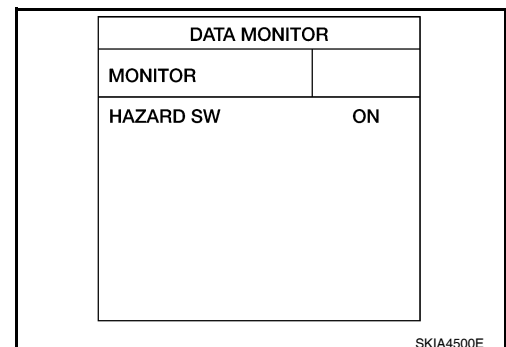 DATA MONITOR
MONITOR
HAZARD SW ON
SKIA4500E